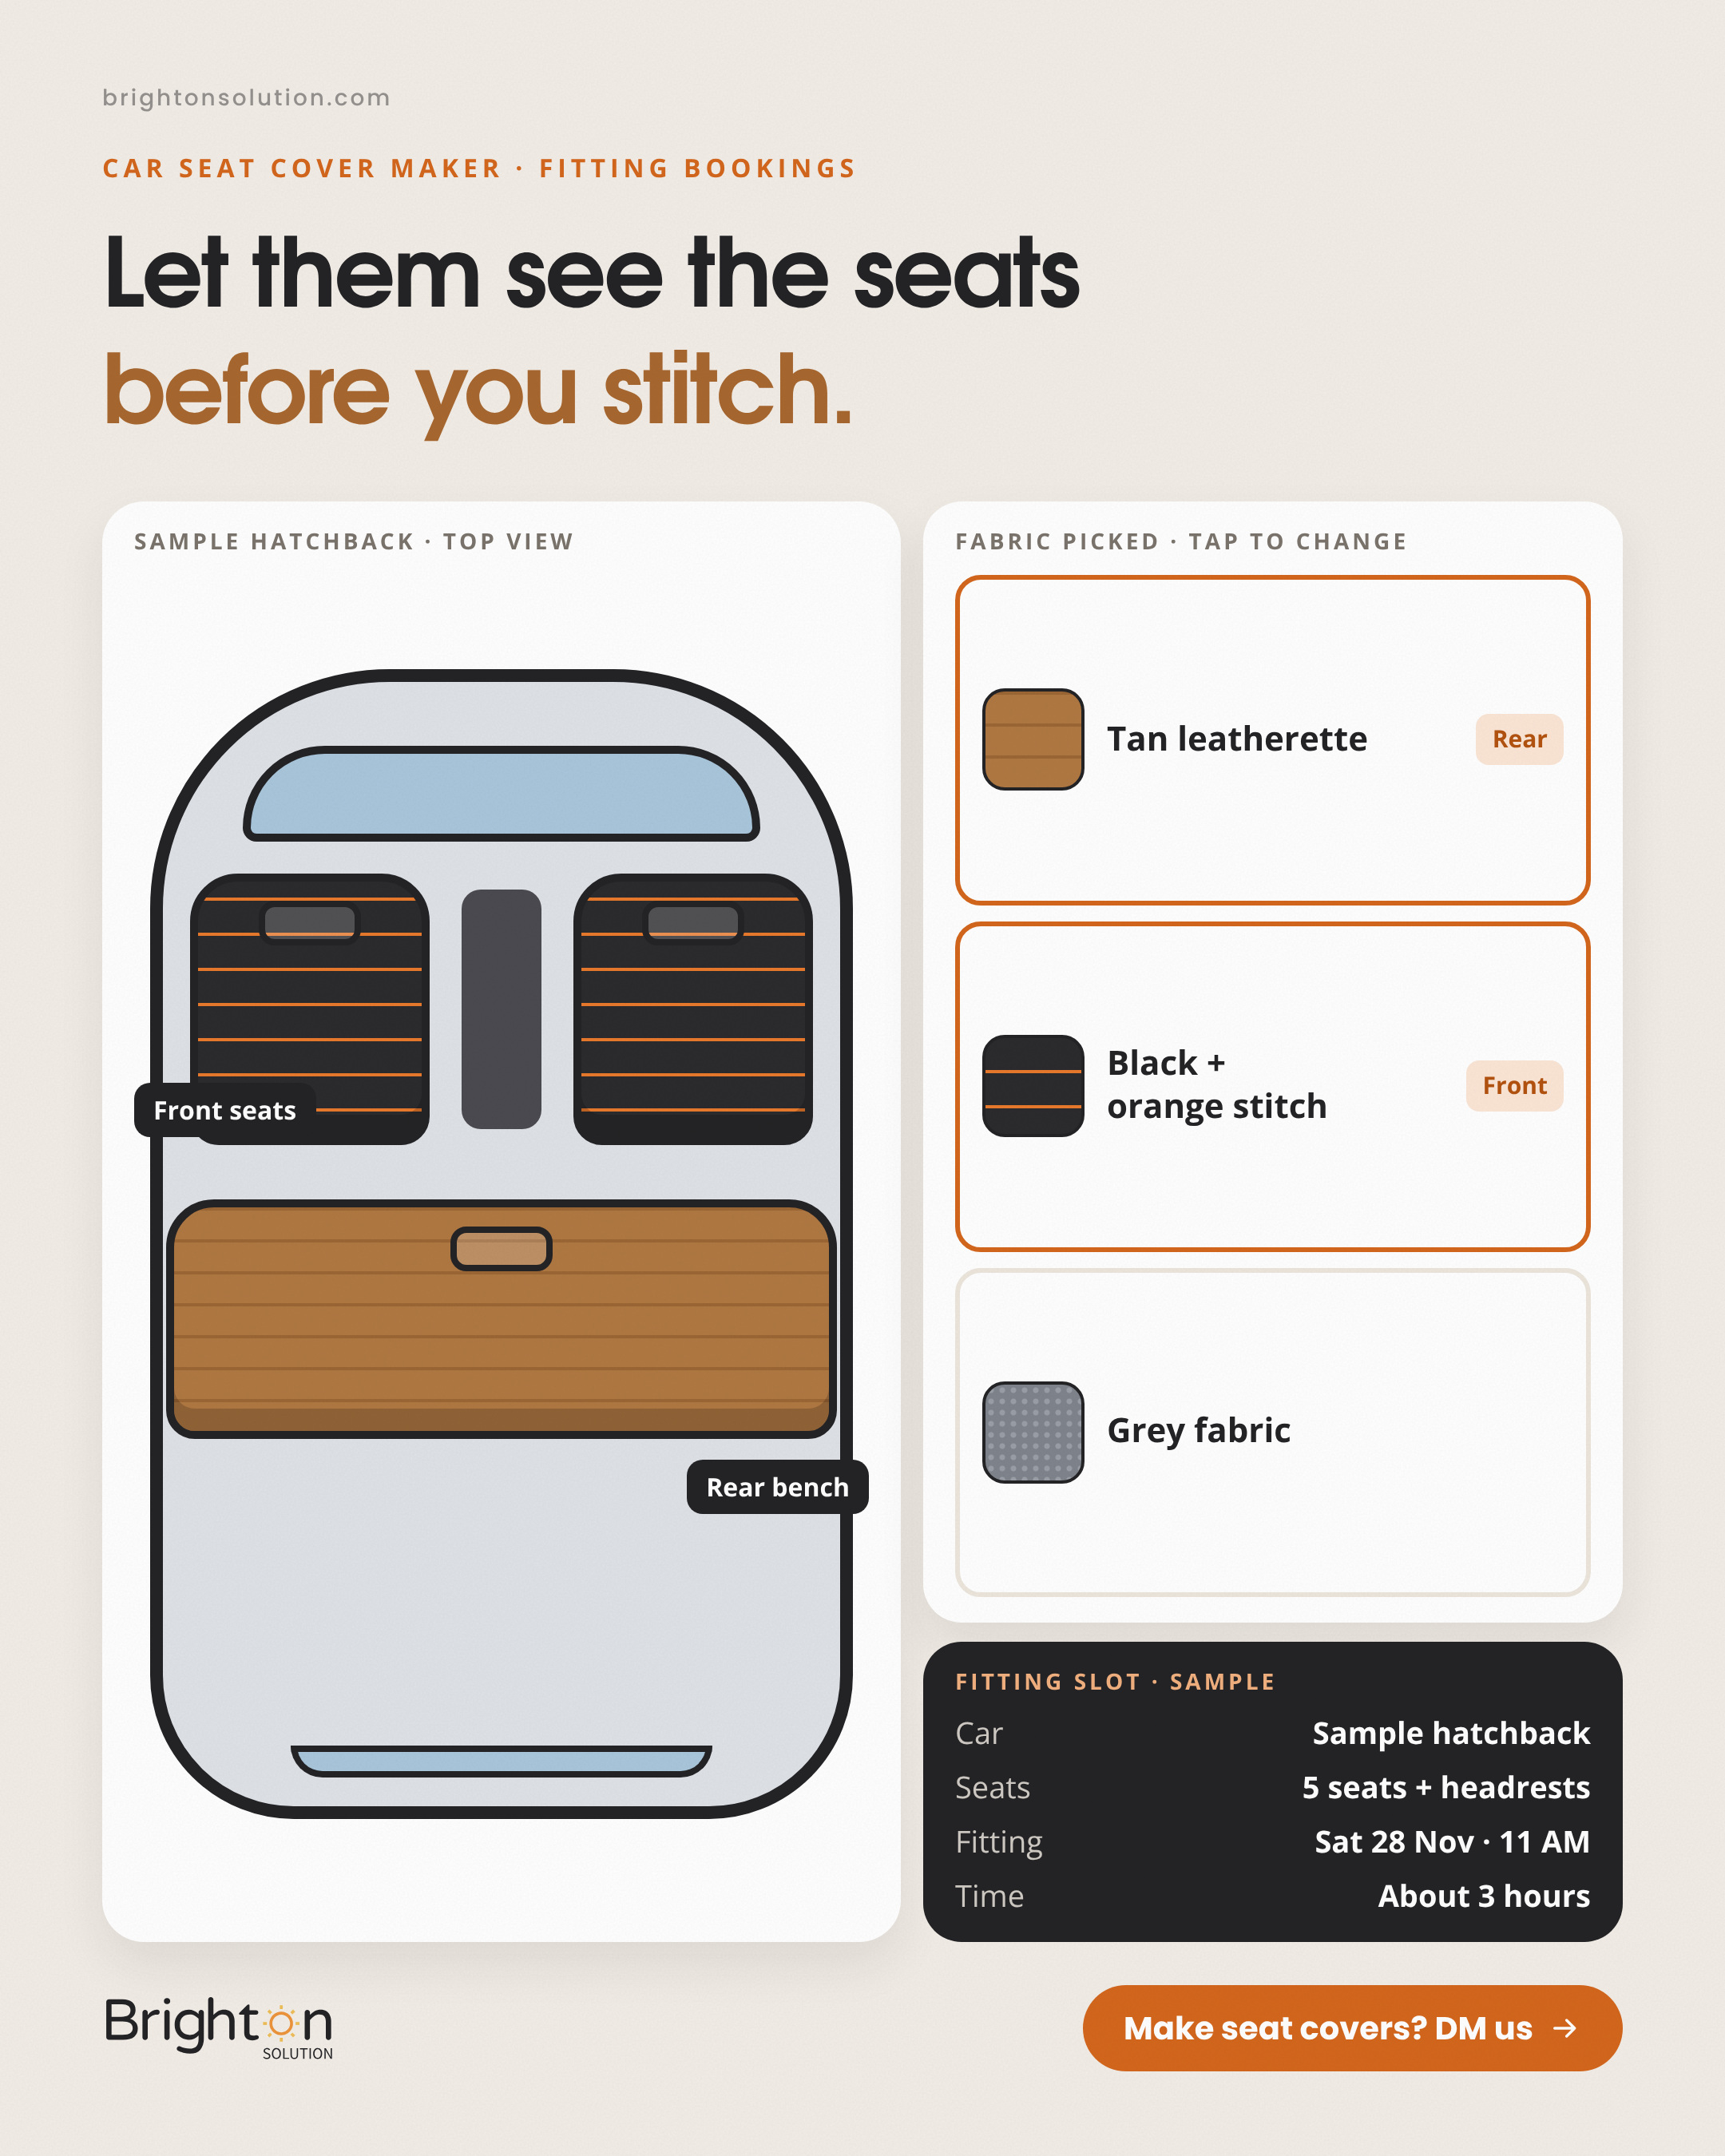 brightonsolution.com
CAR SEAT COVER MAKER · FITTING BOOKINGS
Let them see the seats
before you stitch.
SAMPLE HATCHBACK · TOP VIEW
Front seats
Rear bench
FABRIC PICKED · TAP TO CHANGE
Tan leatherette
Rear
Black +
orange stitch
Front
Grey fabric
FITTING SLOT · SAMPLE
Car Sample hatchback
Seats 5 seats + headrests
Fitting Sat 28 Nov · 11 AM
Time About 3 hours
Brighton
SOLUTION
Make seat covers? DM us →